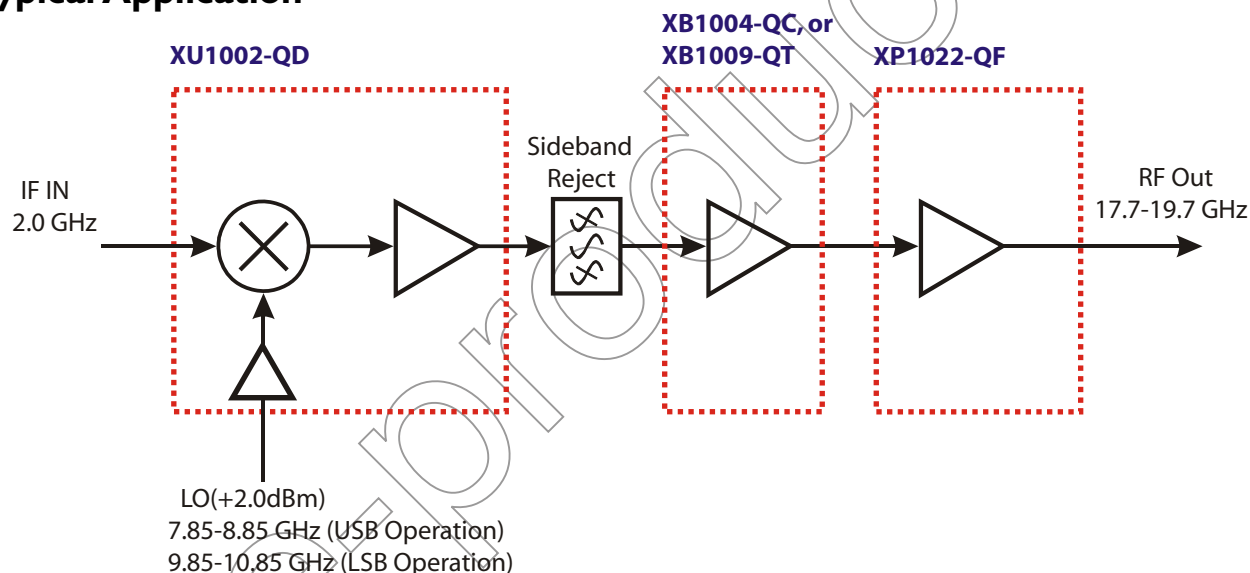 Typical Application
XU1002-QD
XB1004-QC, or
XB1009-QT
XP1022-QF
Sideband
Reject
IF IN
2.0 GHz
RF Out
17.7-19.7 GHz
LO(+2.0dBm)
7.85-8.85 GHz (USB Operation)
9.85-10.85 GHz (LSB Operation)